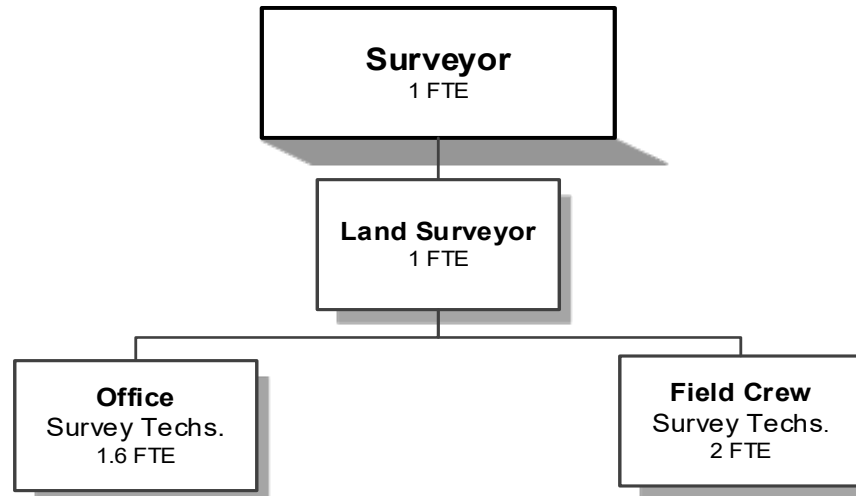 Surveyor
1 FTE
Land Surveyor
1 FTE
Office
Survey Techs.
1.6 FTE
Field Crew
Survey Techs.
2 FTE